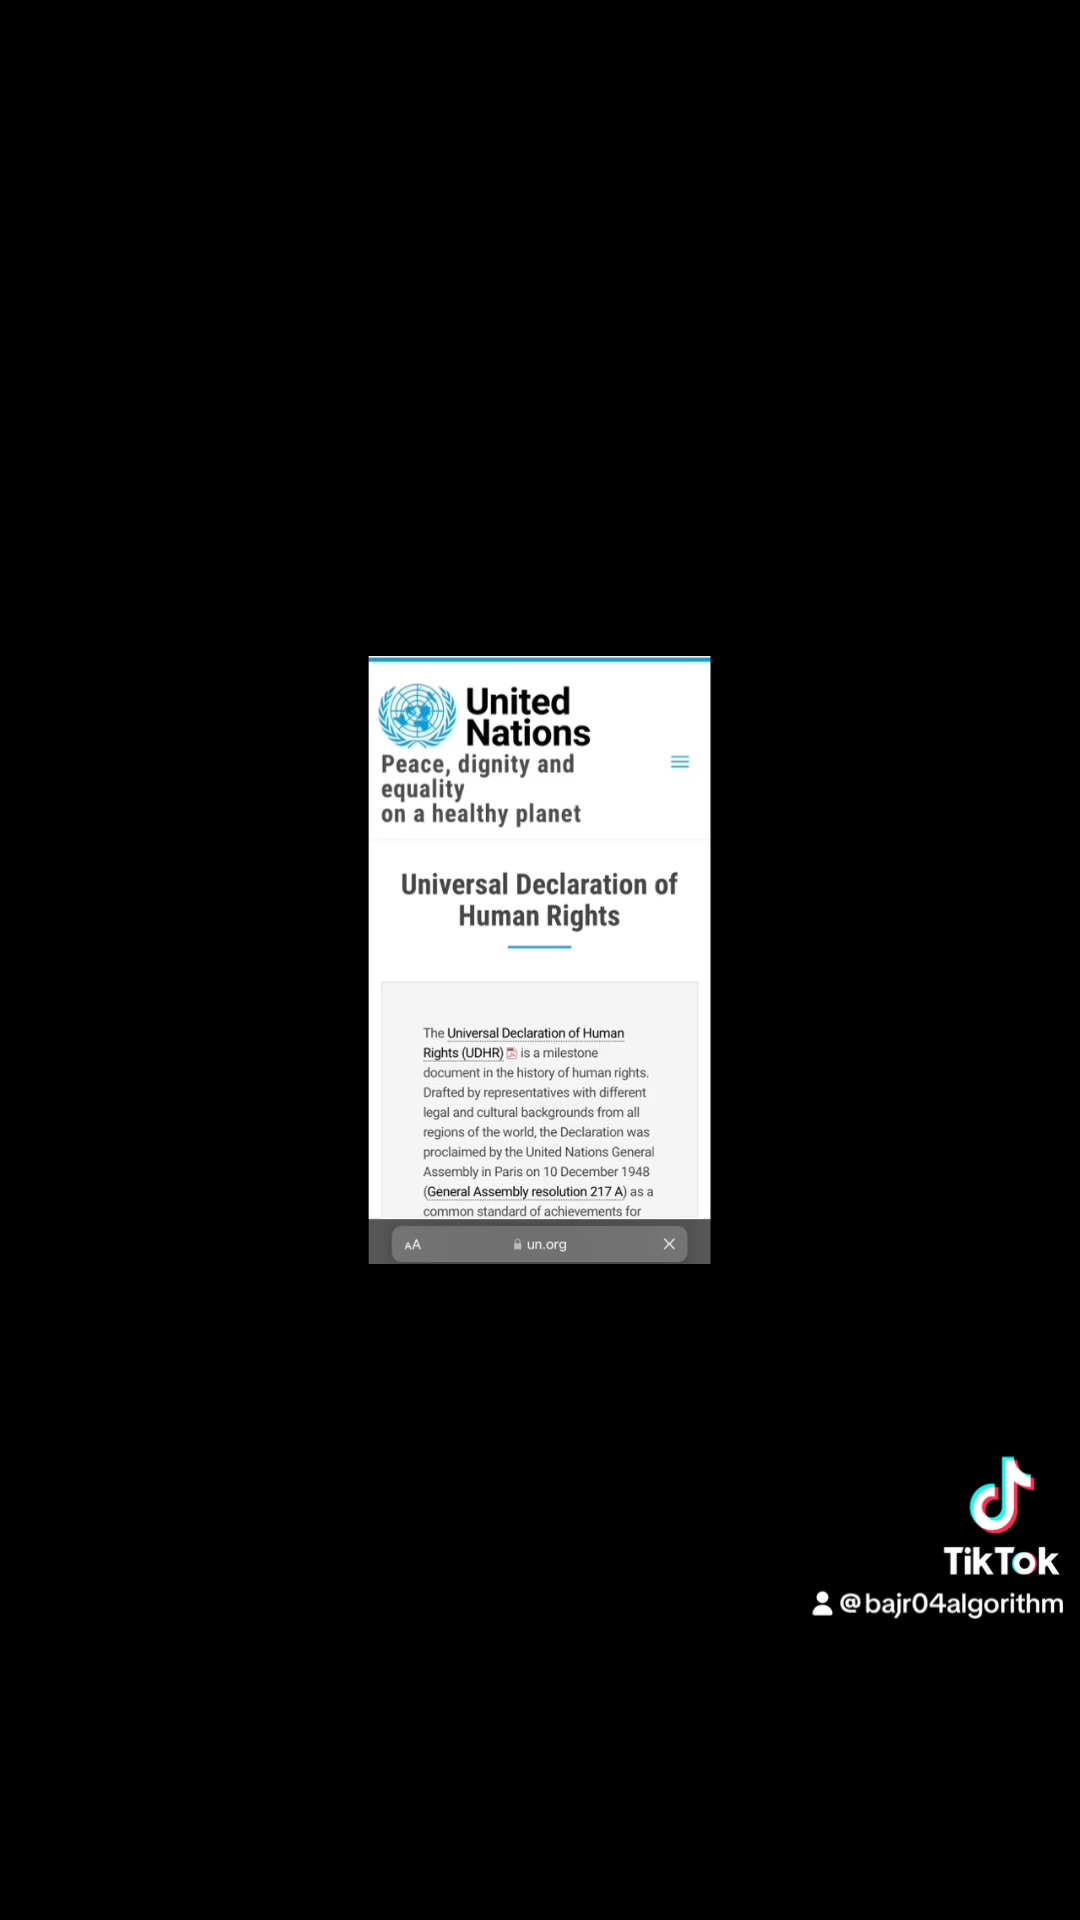 United
Nations
Peace, dignity and
equality
on a healthy planet
Universal Declaration of
Human Rights
The Universal Declaration of Human
Rights (UDHR) is a milestone
document in the history of human rights.
Drafted by representatives with different
legal and cultural backgrounds from all
regions of the world, the Declaration was
proclaimed by the United Nations General
Assembly in Paris on 10 December 1948
(General Assembly resolution 217 A) as a
common standard of achievements for
AA un.org
TikTok
@bajr04algorithm